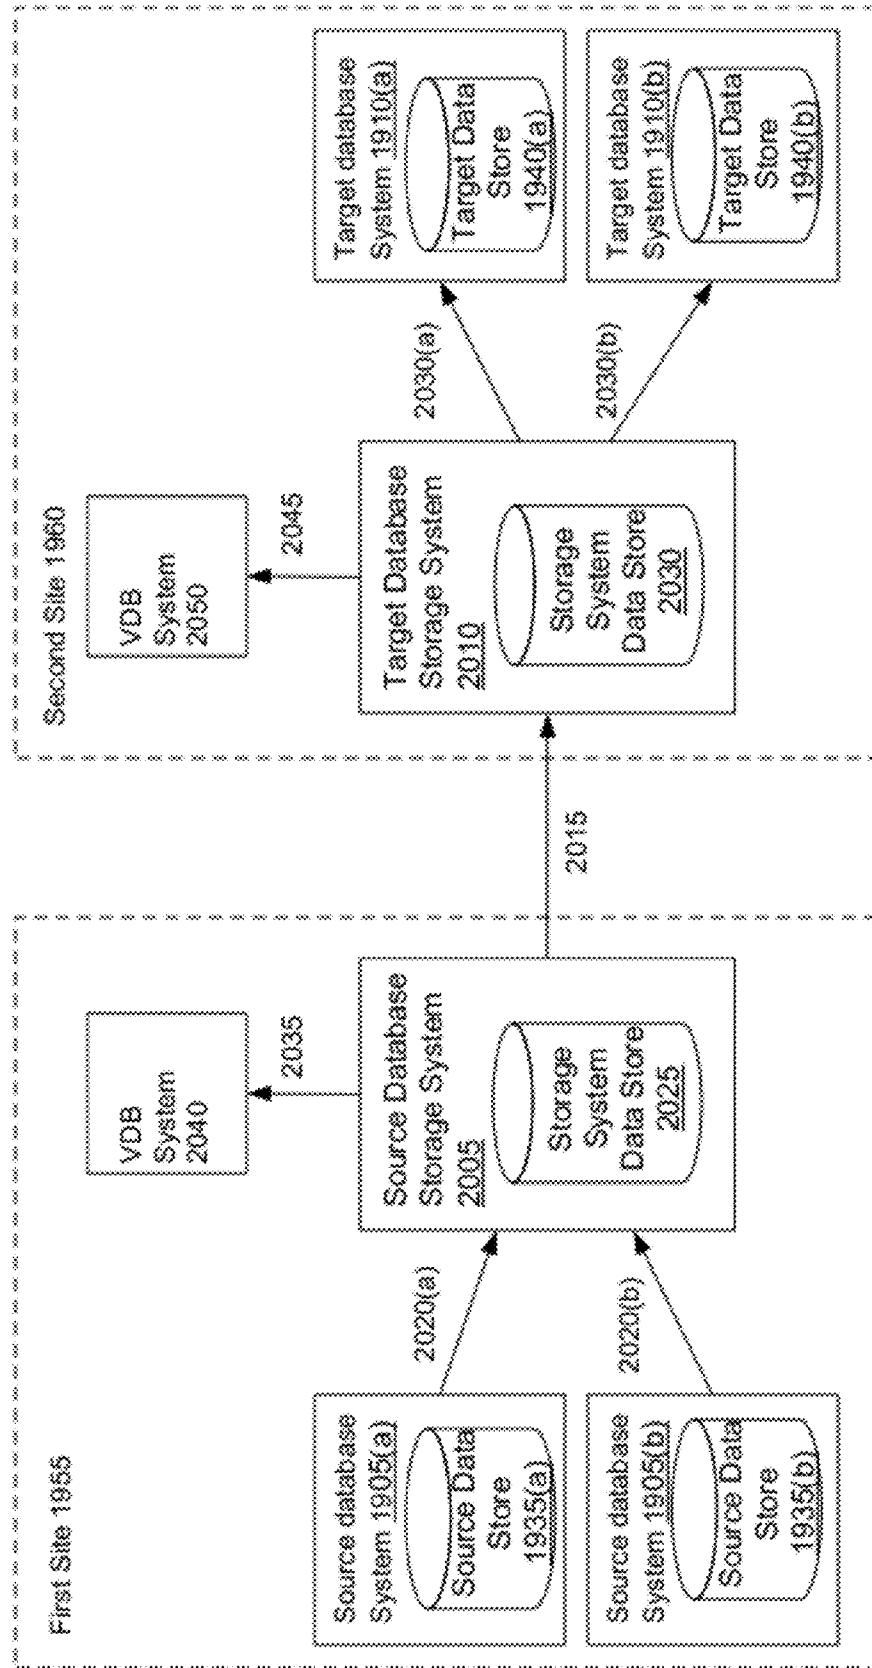 First Site 1955
VDB
System
2040
2035
Source database
System 1905(a)
Source Data
Store
1935(a)
2020(a)
Source database
System 1905(b)
Source Data
Store
1935(b)
2020(b)
Source Database
Storage System
2005
Storage
System
Data Store
2025
2015
Second Site 1960
VDB
System
2050
2045
Target Database
Storage System
2010
Storage
System
Data Store
2030
2030(a)
2030(b)
Target database
System 1910(a)
Target Data
Store
1940(a)
Target database
System 1910(b)
Target Data
Store
1940(b)